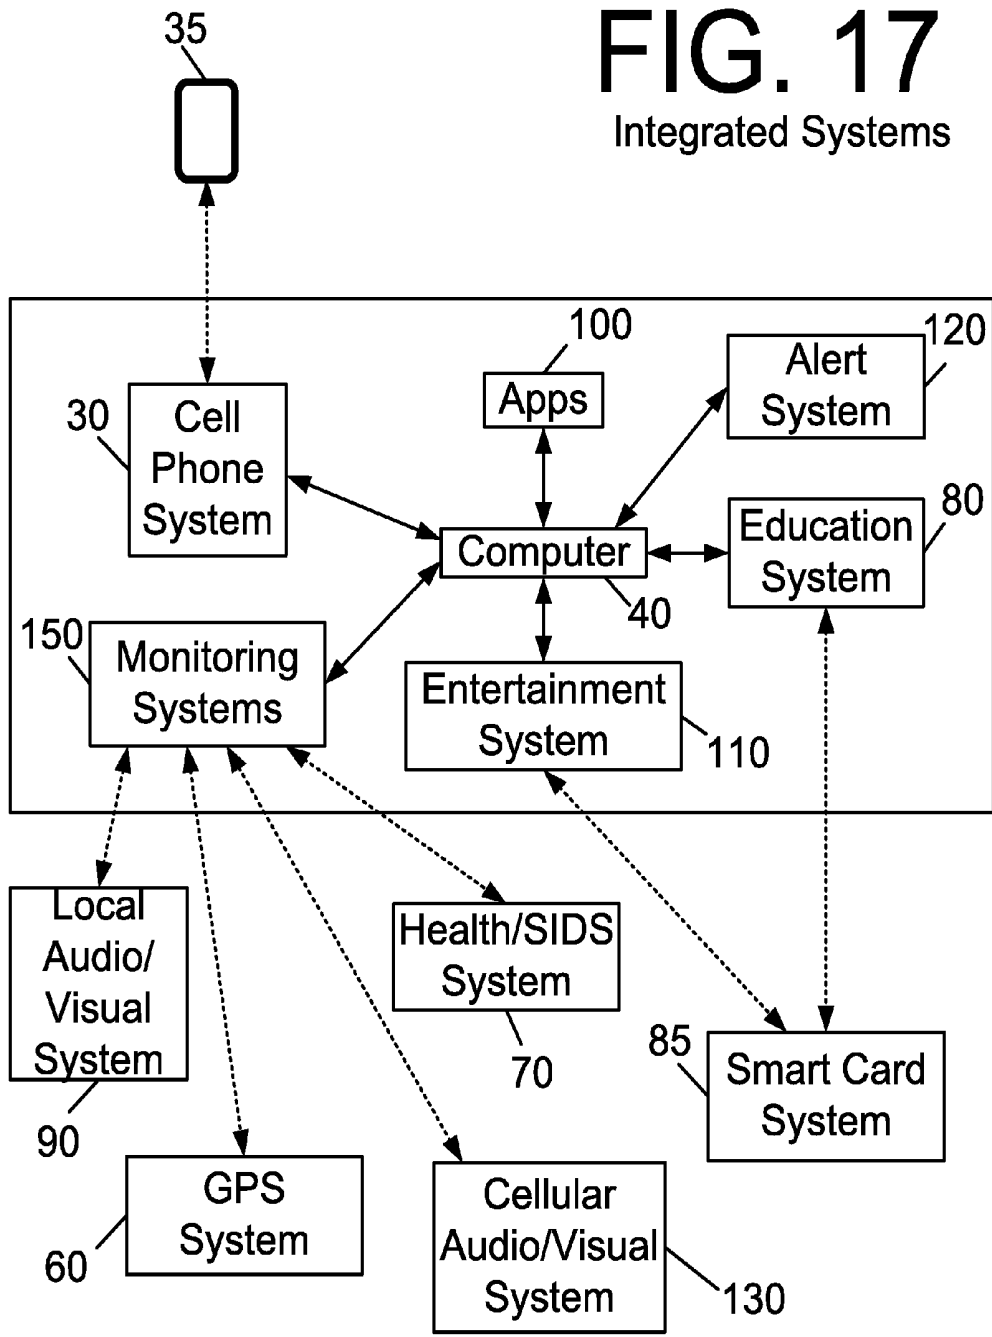 35
FIG. 17
Integrated Systems
100
Apps
120
Alert
System
30
Cell
Phone
System
80
Education
System
Computer
40
150
Monitoring
Systems
Entertainment
System
110
Local
Audio/
Visual
System
90
Health/SIDS
System
70
85
Smart Card
System
GPS
System
60
Cellular
Audio/Visual
System
130